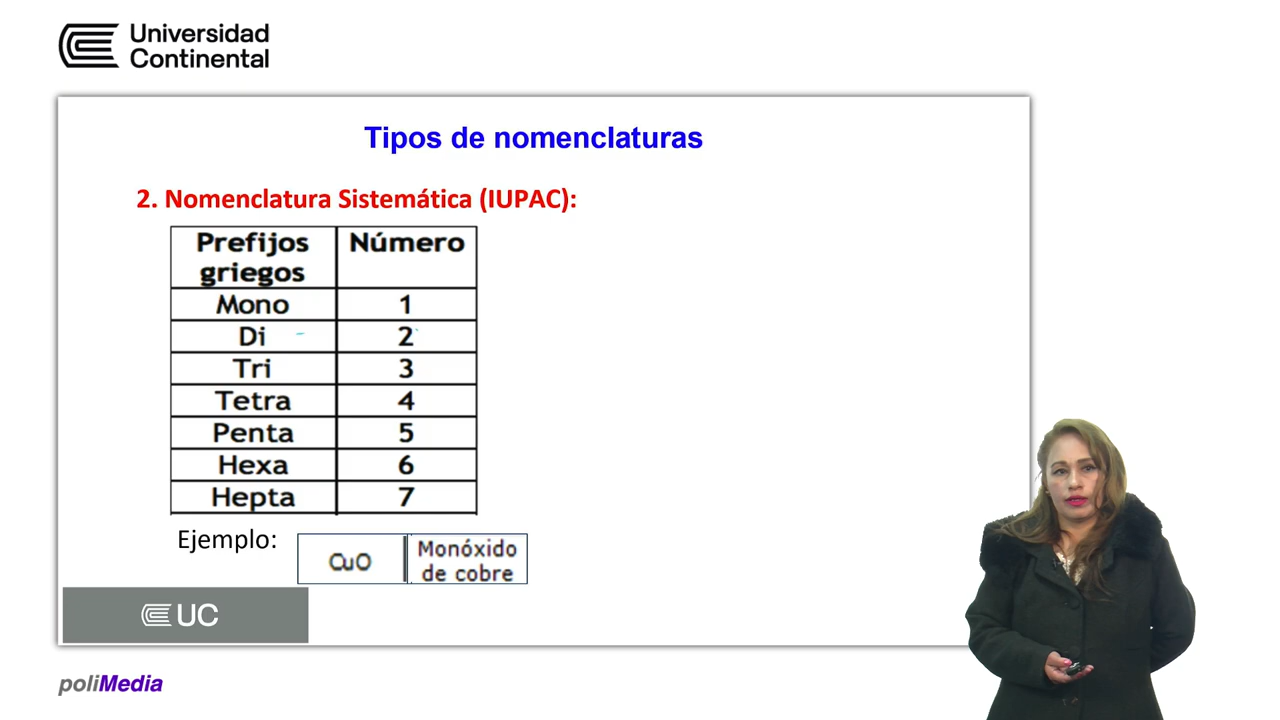 Universidad
Continental
Tipos de nomenclaturas
2. Nomenclatura Sistemática (IUPAC):
Prefijos griegos Número
Mono 1
Di 2
Tri 3
Tetra 4
Penta 5
Hexa 6
Hepta 7
Ejemplo:
CuO
Monóxido
de cobre
UC
poliMedia